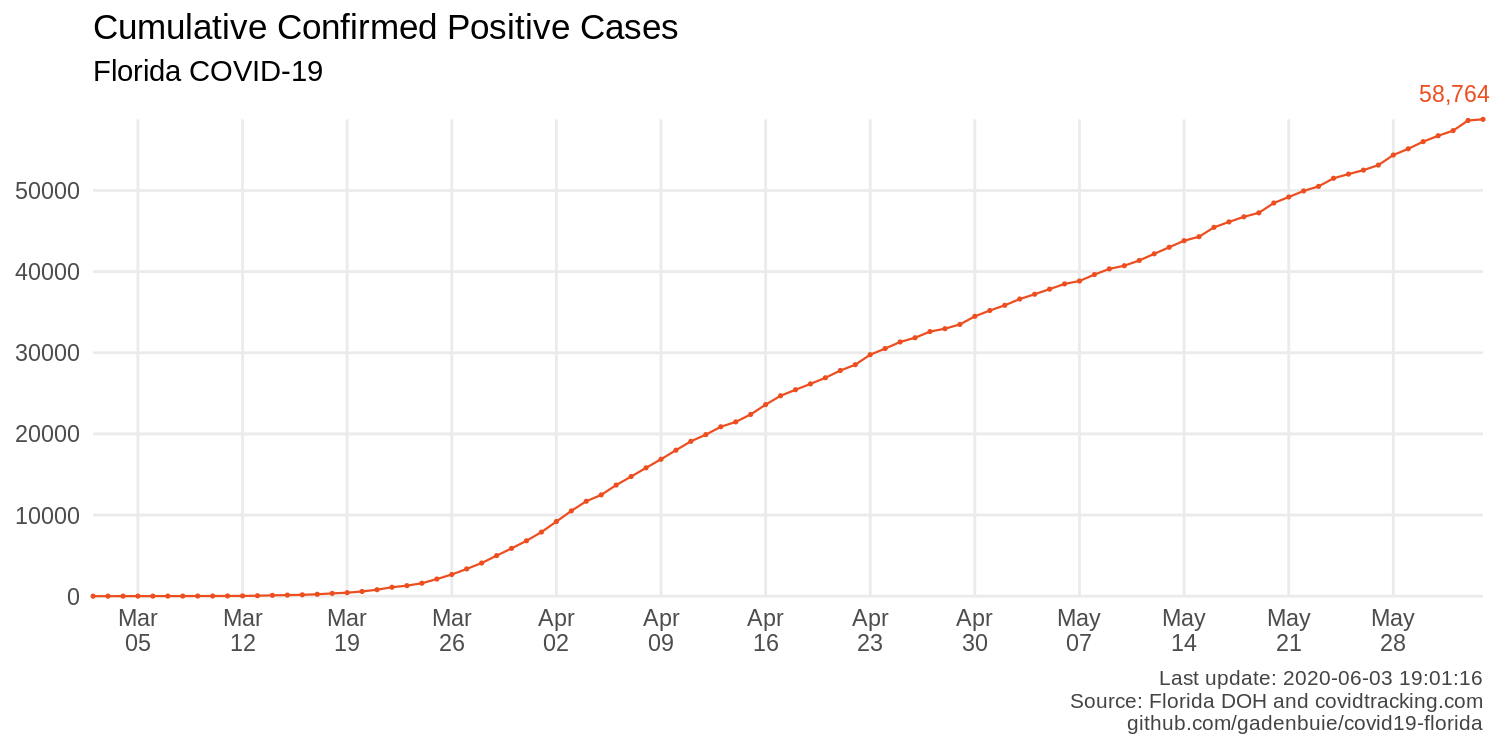 Cumulative Confirmed Positive Cases
Florida COVID-19
58,764
50000
40000
30000
20000
10000
0
Mar 05
Mar 12
Mar 19
Mar 26
Apr 02
Apr 09
Apr 16
Apr 23
Apr 30
May 07
May 14
May 21
May 28
Last update: 2020-06-03 19:01:16
Source: Florida DOH and covidtracking.com
github.com/gadenbuie/covid19-florida